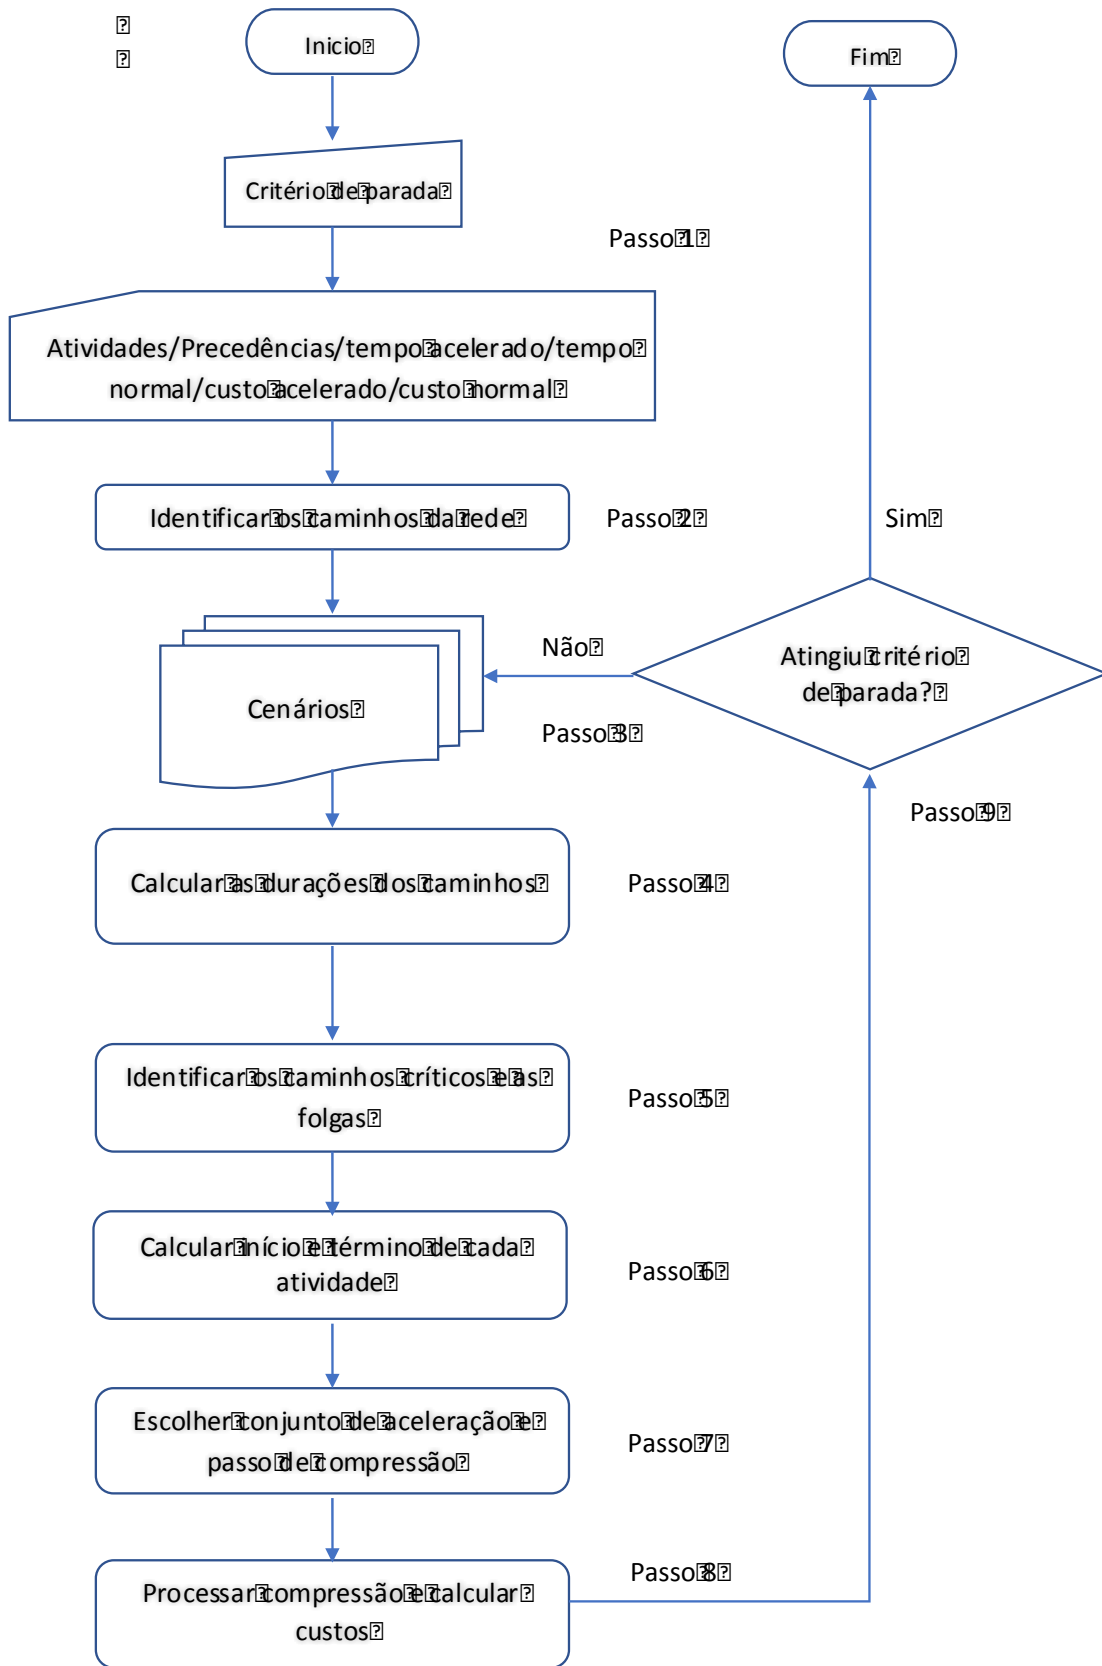 Inicio
Fim
Critério de parada
Passo 1
Atividades/Precedências/tempo acelerado/tempo
normal/custo acelerado/custo normal
Identificar os caminhos da rede
Passo 2
Sim
Não
Atingiu critério
de parada?
Cenários
Passo 3
Passo 9
Calcular as durações dos caminhos
Passo 4
Identificar os caminhos críticos e as
folgas
Passo 5
Calcular início e término de cada
atividade
Passo 6
Escolher conjunto de aceleração e
passo de compressão
Passo 7
Processar compressão e calcular
custos
Passo 8